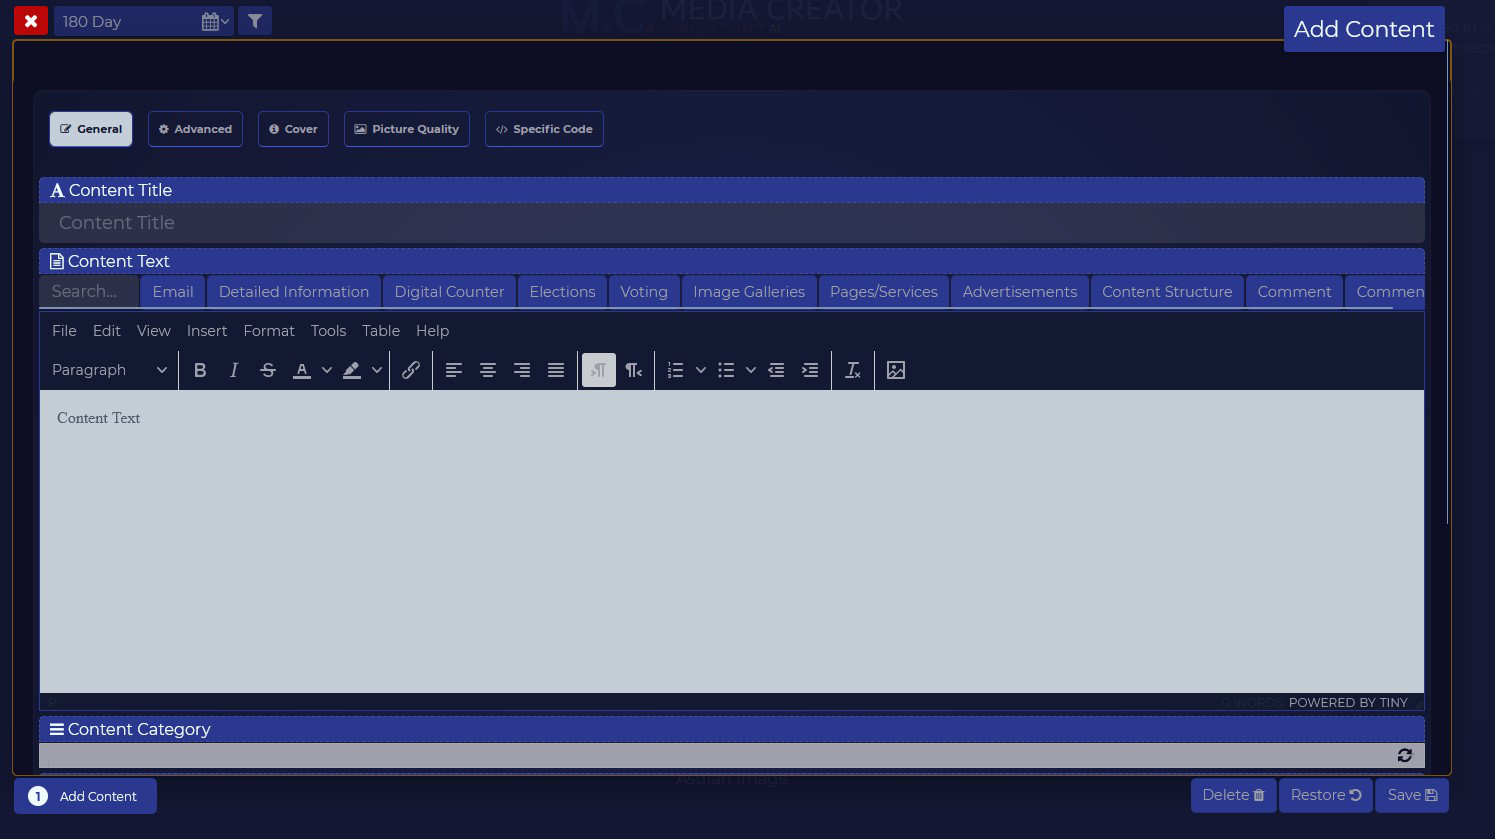 180 Day
M.C. MEDIA CREATOR
AI
Add Content
General
Advanced
Cover
Picture Quality
Specific Code
Content Title
Content Title
Content Text
Search...
Email
Detailed Information
Digital Counter
Elections
Voting
Image Galleries
Pages/Services
Advertisements
Content Structure
Comment
Commen
File Edit View Insert Format Tools Table Help
Paragraph
Content Text
P
0 WORDS POWERED BY TINY
Content Category
1 Add Content
Delete
Restore
Save